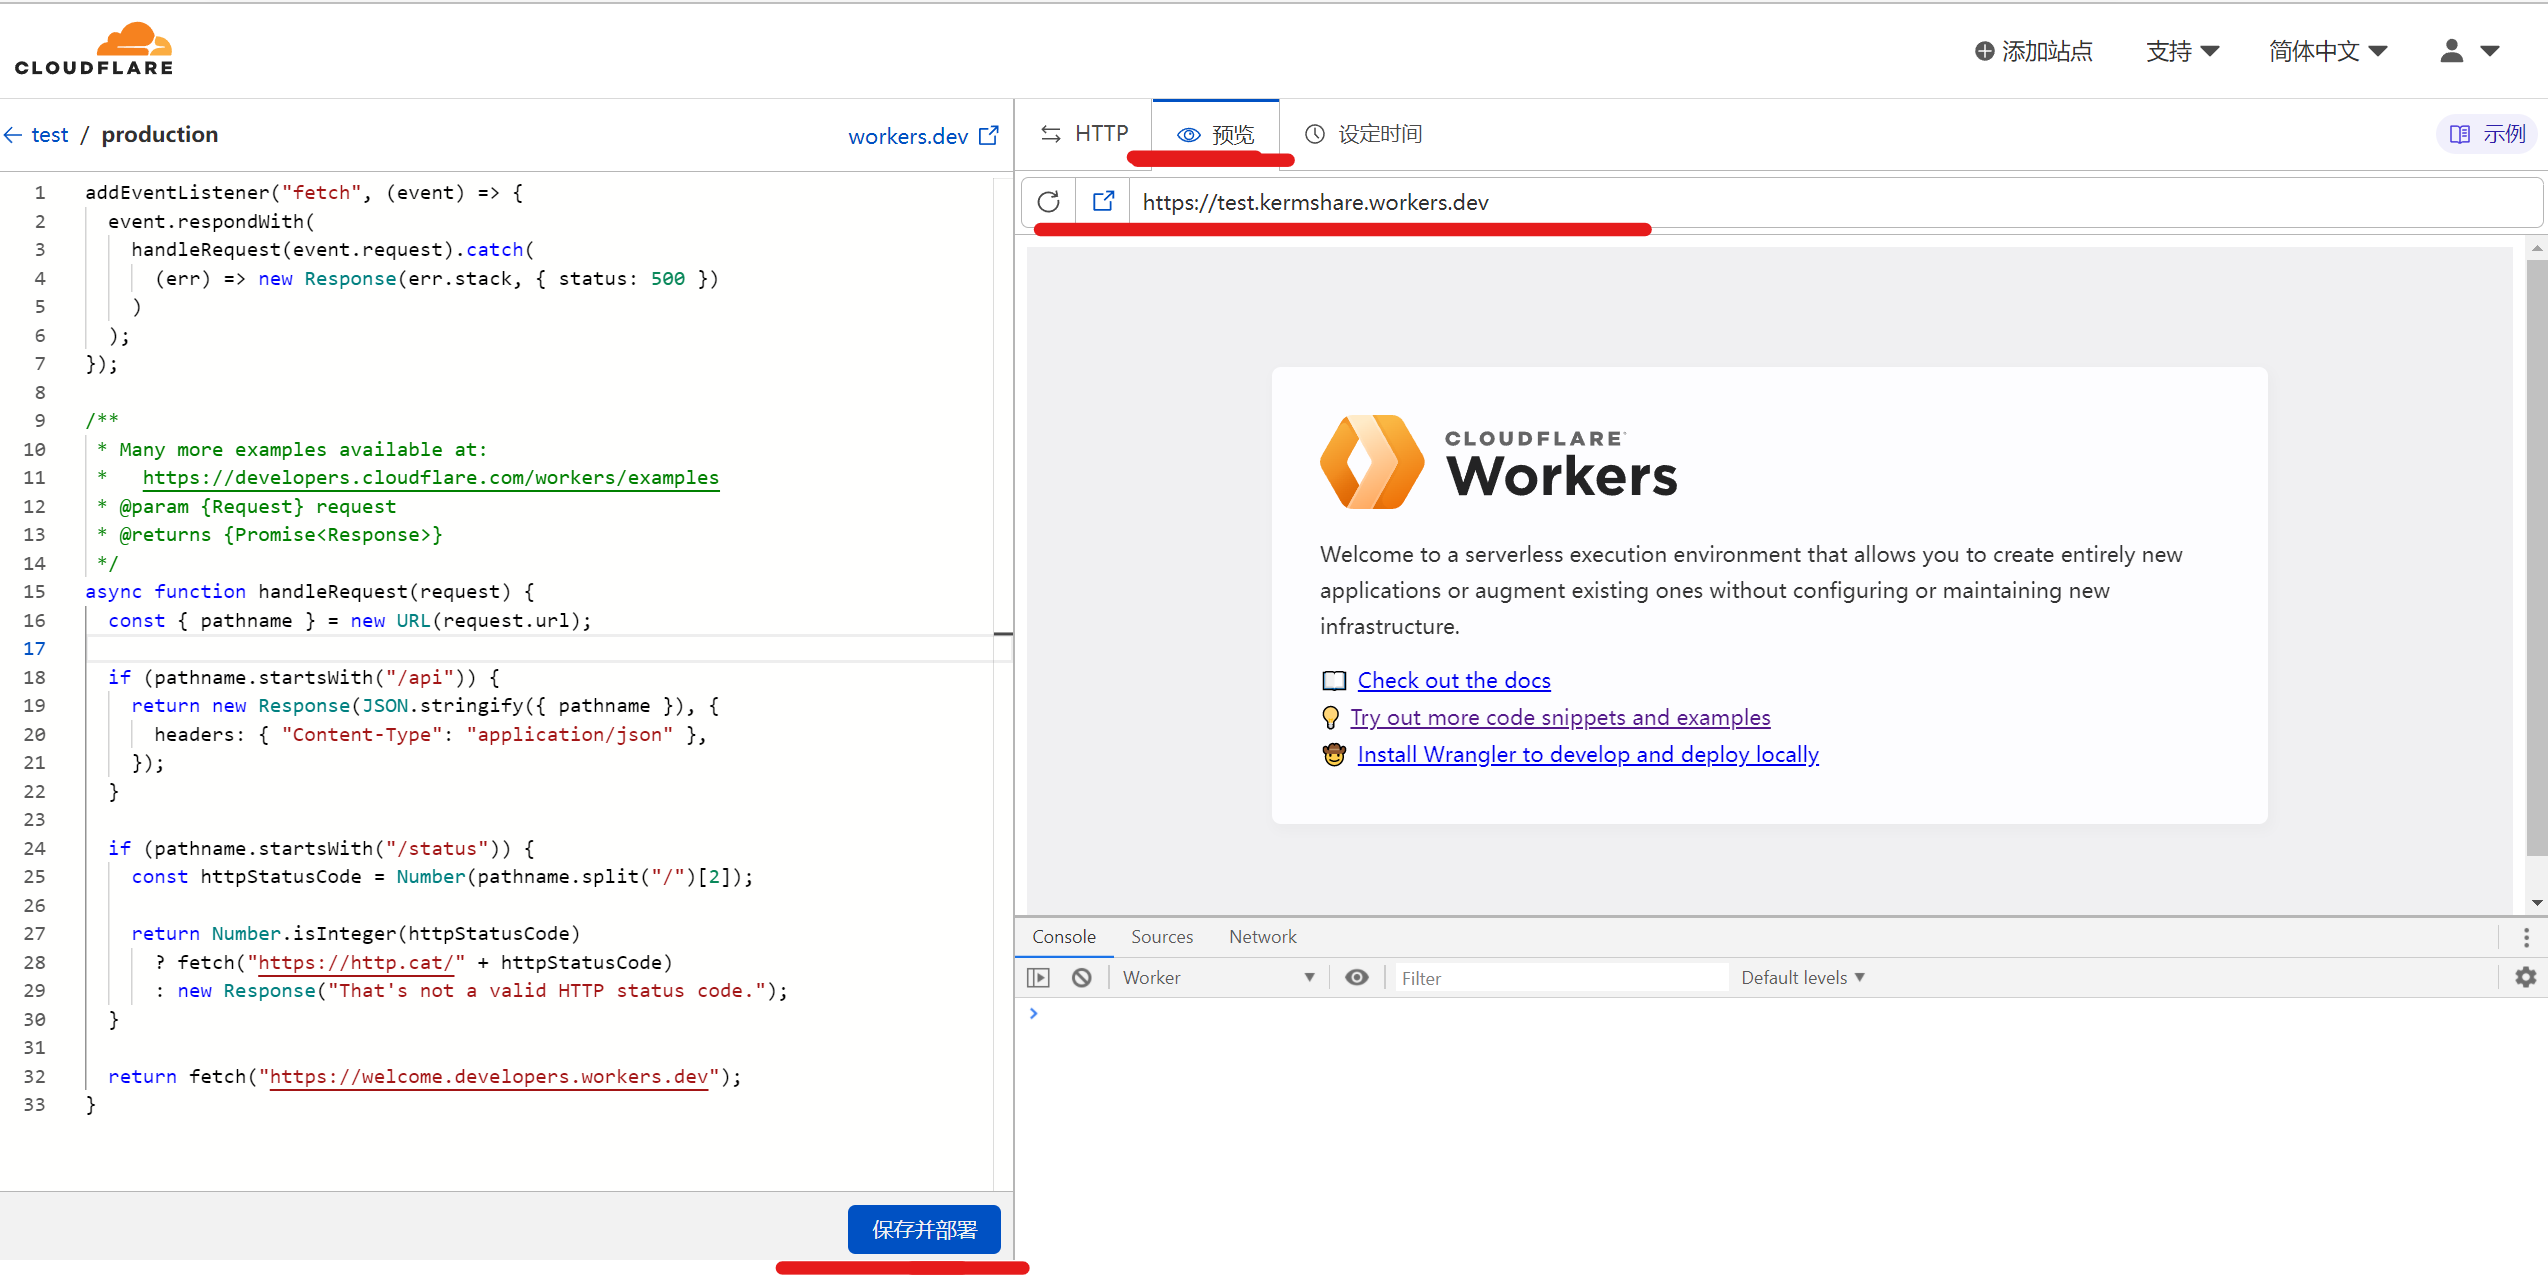 CLOUDFLARE
添加站点
支持
简体中文
test / production
workers.dev
HTTP
预览
设定时间
示例
https://test.kermshare.workers.dev
1 addEventListener("fetch", (event) => {
2 event.respondWith(
3 handleRequest(event.request).catch(
4 (err) => new Response(err.stack, { status: 500 })
5 )
6 );
7 });
8
9 /**
10 * Many more examples available at:
11 * https://developers.cloudflare.com/workers/examples
12 * @param {Request} request
13 * @returns {Promise<Response>}
14 */
15 async function handleRequest(request) {
16 const { pathname } = new URL(request.url);
17
18 if (pathname.startsWith("/api")) {
19 return new Response(JSON.stringify({ pathname }), {
20 headers: { "Content-Type": "application/json" },
21 });
22 }
23
24 if (pathname.startsWith("/status")) {
25 const httpStatusCode = Number(pathname.split("/")[2]);
26
27 return Number.isInteger(httpStatusCode)
28 ? fetch("https://http.cat/" + httpStatusCode)
29 : new Response("That's not a valid HTTP status code.");
30 }
31
32 return fetch("https://welcome.developers.workers.dev");
33 }
保存并部署
CLOUDFLARE
Workers
Welcome to a serverless execution environment that allows you to create entirely new
applications or augment existing ones without configuring or maintaining new
infrastructure.
Check out the docs
Try out more code snippets and examples
Install Wrangler to develop and deploy locally
Console
Sources
Network
Worker
Filter
Default levels